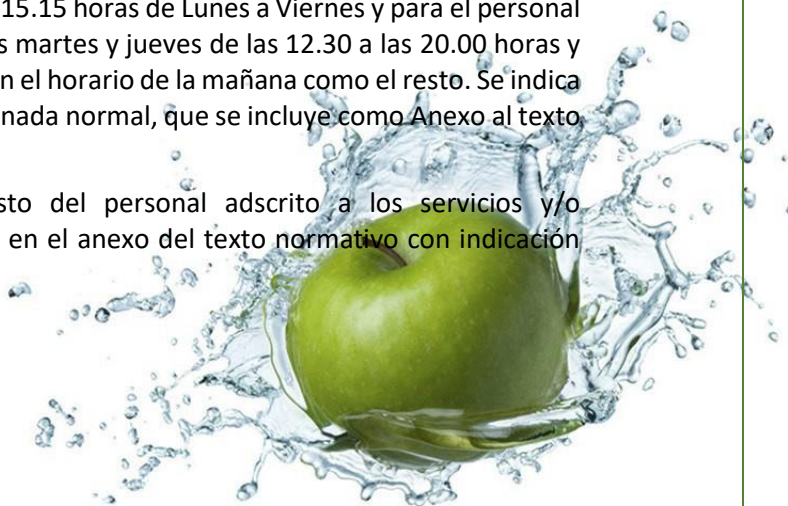 15.15 horas de Lunes a Viernes y para el personal
s martes y jueves de las 12.30 a las 20.00 horas y
n el horario de la mañana como el resto. Se indica
nada normal, que se incluye como Anexo al texto
sto del personal adscrito a los servicios y/o
en el anexo del texto normativo con indicación